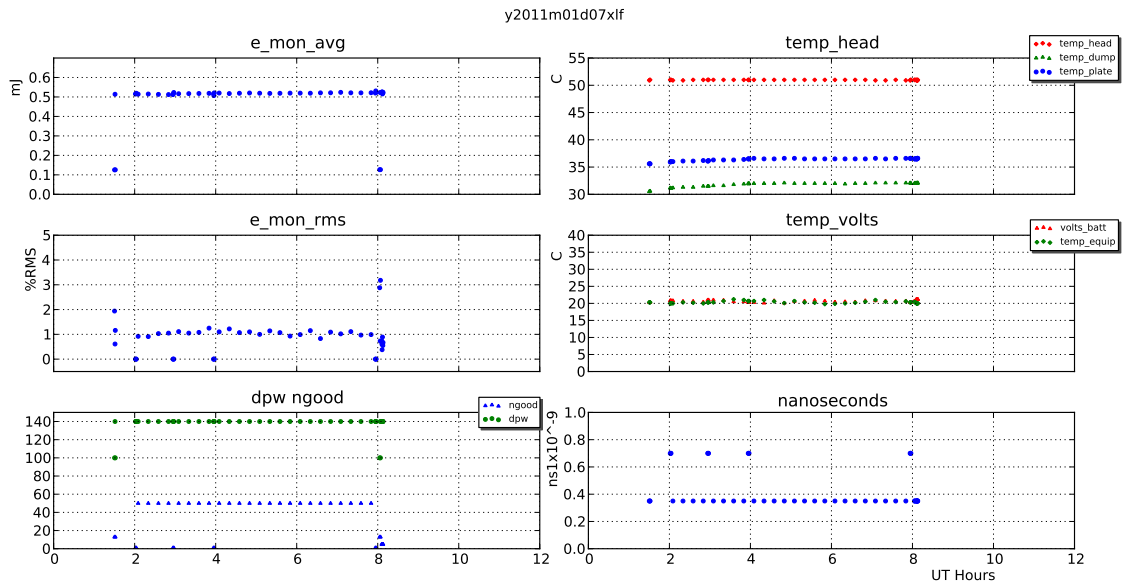 y2011m01d07xlf
e_mon_avg
mJ
0.6
0.5
0.4
0.3
0.2
0.1
0.0
temp_head
C
55
50
45
40
35
30
temp_head
temp_dump
temp_plate
e_mon_rms
%RMS
5
4
3
2
1
0
temp_volts
C
40
35
30
25
20
15
10
5
0
volts_batt
temp_equip
dpw ngood
140
120
100
80
60
40
20
0
ngood
dpw
0 2 4 6 8 10 12
nanoseconds
ns1x10^-9
1.0
0.8
0.6
0.4
0.2
0.0
0 2 4 6 8 10 12
UT Hours